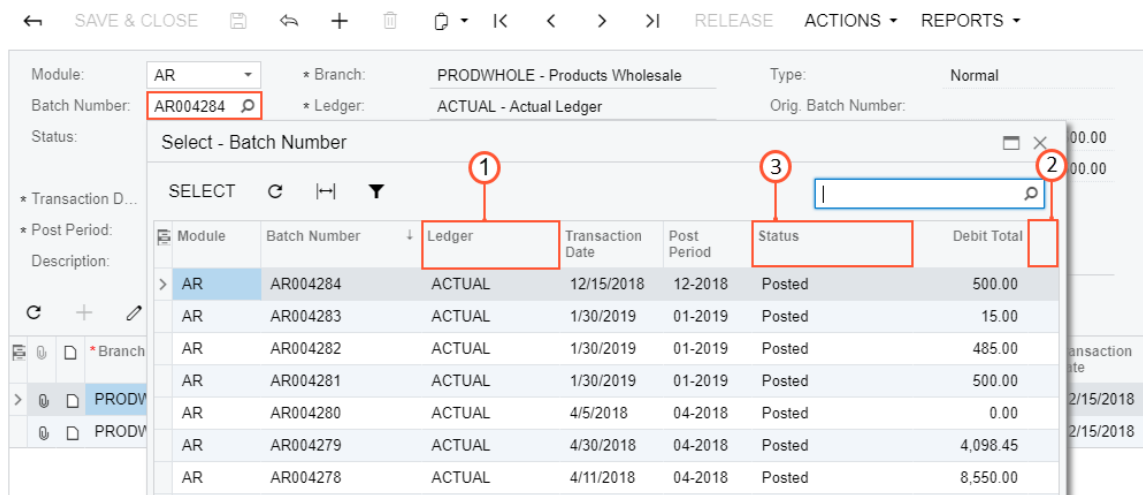 SAVE & CLOSE RELEASE ACTIONS REPORTS
Module: AR * Branch: PRODWHOLE - Products Wholesale Type: Normal
Batch Number: AR004284 * Ledger: ACTUAL - Actual Ledger Orig. Batch Number:
Status: 00.00
00.00
* Transaction D...
* Post Period:
Description:
Select - Batch Number
1 3 2
SELECT
Module Batch Number Ledger Transaction Date Post Period Status Debit Total
AR AR004284 ACTUAL 12/15/2018 12-2018 Posted 500.00
AR AR004283 ACTUAL 1/30/2019 01-2019 Posted 15.00
AR AR004282 ACTUAL 1/30/2019 01-2019 Posted 485.00
AR AR004281 ACTUAL 1/30/2019 01-2019 Posted 500.00
AR AR004280 ACTUAL 4/5/2018 04-2018 Posted 0.00
AR AR004279 ACTUAL 4/30/2018 04-2018 Posted 4,098.45
AR AR004278 ACTUAL 4/11/2018 04-2018 Posted 8,550.00
* Branch ansaction
ate
PRODW 2/15/2018
PRODW 2/15/2018